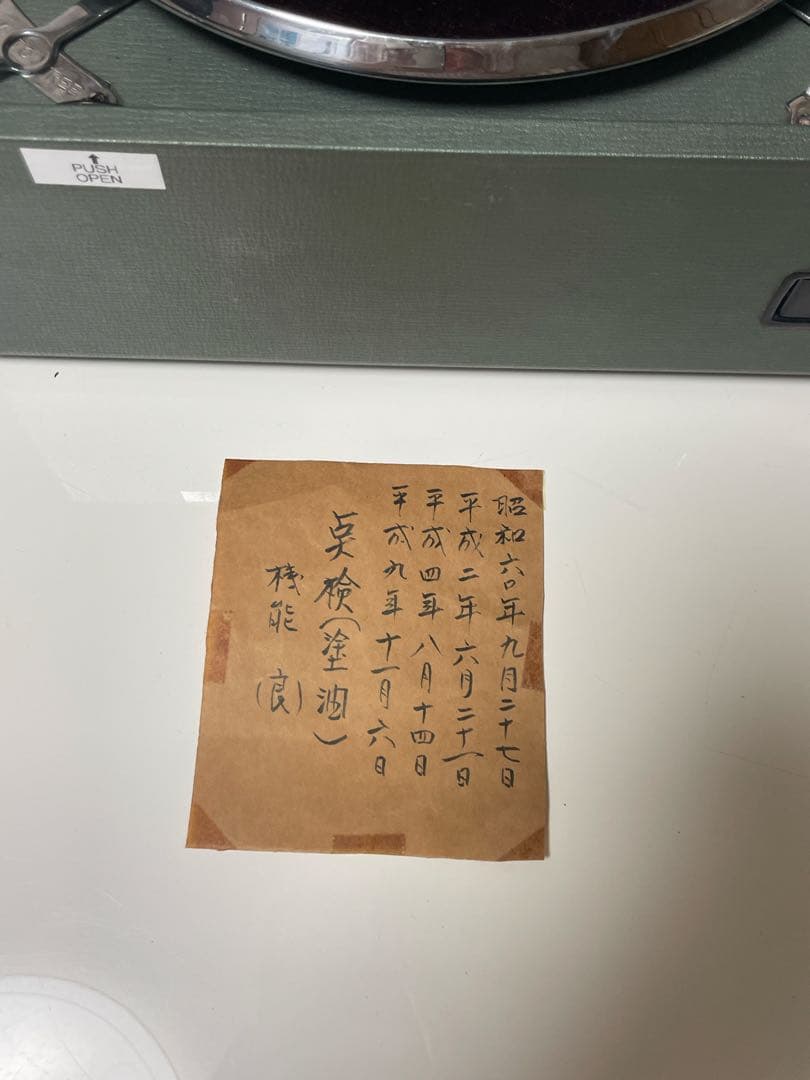 PUSH
OPEN
昭和六〇年九月二十七日
平成二年六月二十一日
平成四年八月十四日
平成九年十一月六日
点検(塗油)
機能 (良)